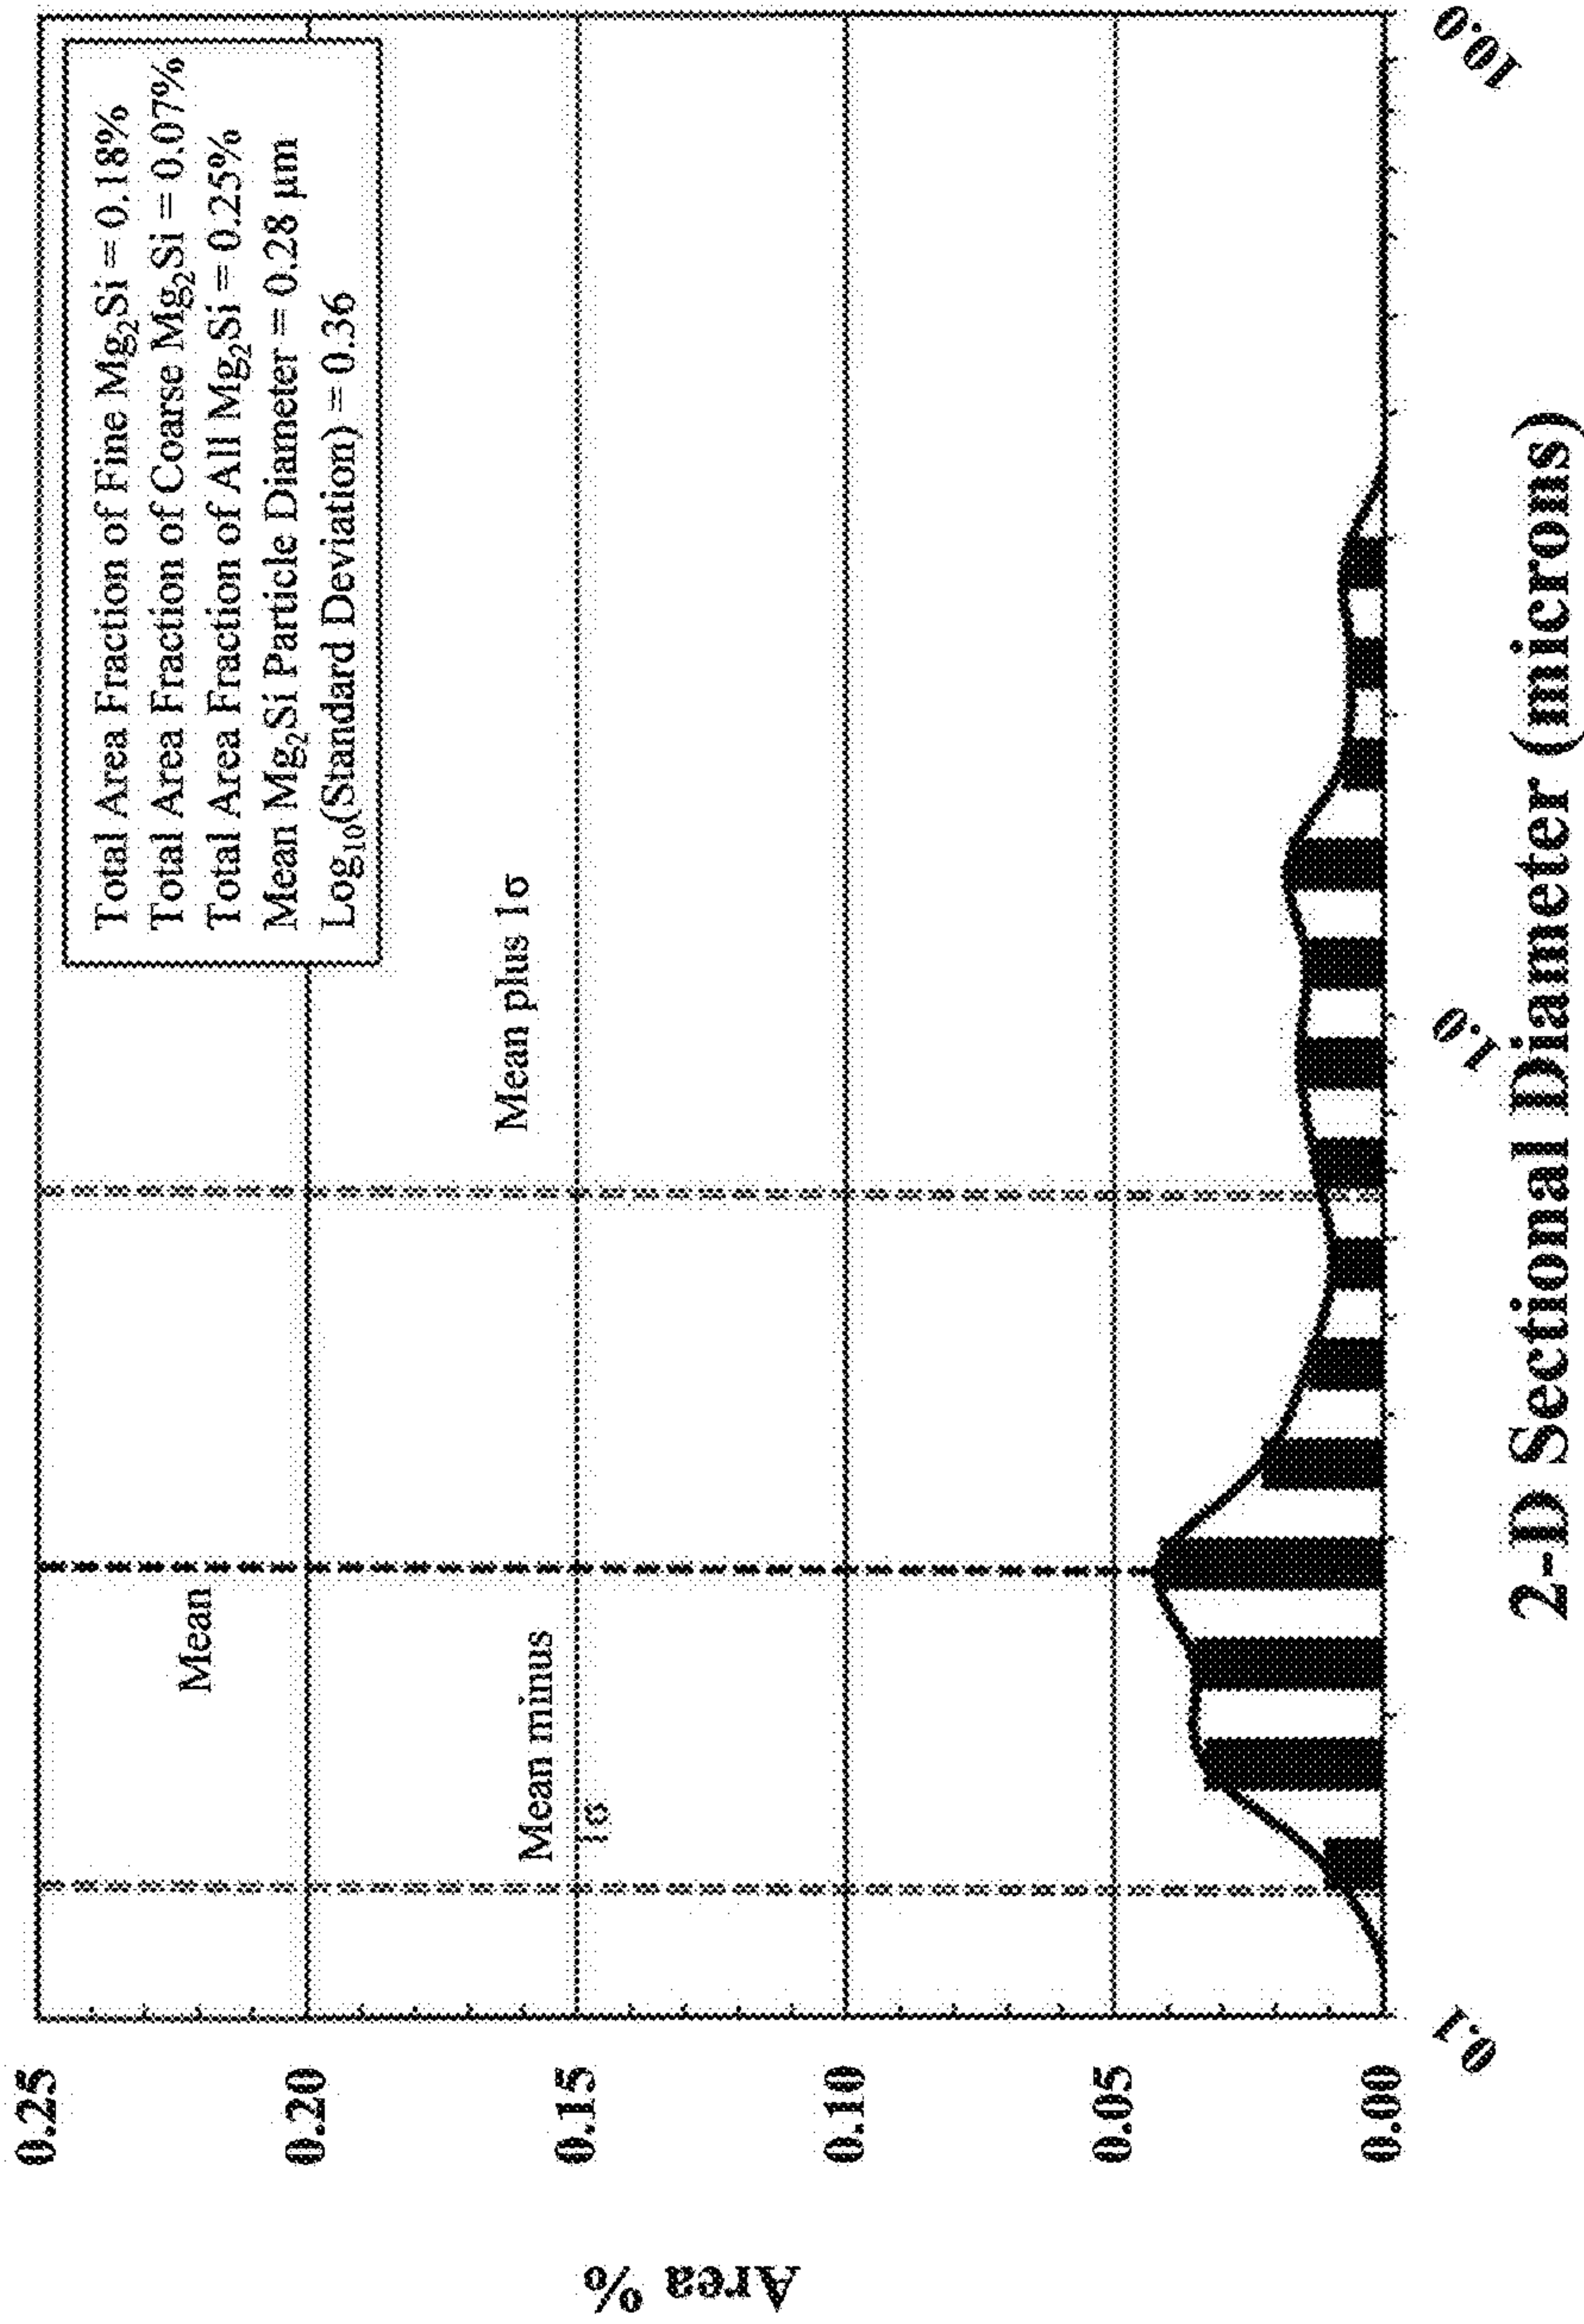 Area %
0.25
0.20
0.15
0.10
0.05
0.00
Total Area Fraction of Fine Mg₂Si = 0.18%
Total Area Fraction of Coarse Mg₂Si = 0.07%
Total Area Fraction of All Mg₂Si = 0.25%
Mean Mg₂Si Particle Diameter = 0.28 μm
Log₁₀(Standard Deviation) = 0.36
Mean
Mean minus
1σ
Mean plus 1σ
0.1
1.0
10.0
2-D Sectional Diameter (microns)